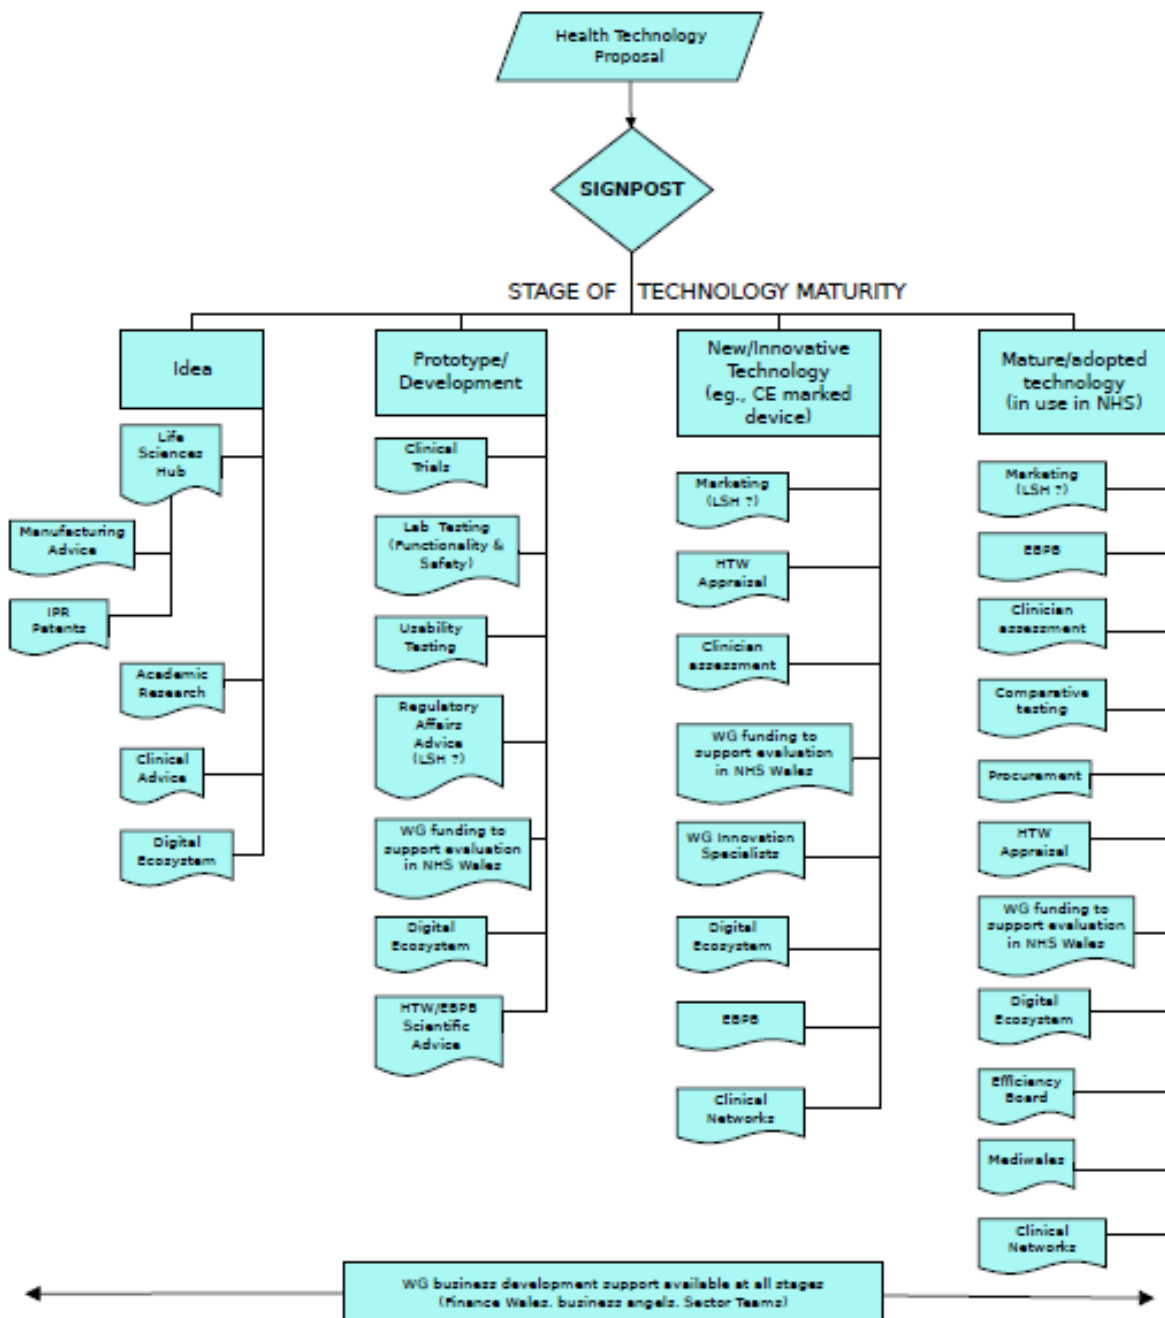 Health Technology
Proposal
SIGNPOST
STAGE OF TECHNOLOGY MATURITY
Idea
Life
Sciences
Hub
Manufacturing
Advice
IPR
Patents
Academic
Research
Clinical
Advice
Digital
Ecosystem
Prototype/
Development
Clinical
Trials
Lab Testing
(Functionality &
Safety)
Usability
Testing
Regulatory
Affairs
Advice
(LSH ?)
WG funding to
support evaluation
in NHS Wales
Digital
Ecosystem
HTW/EBPB
Scientific
Advice
New/Innovative
Technology
(eg., CE marked
device)
Marketing
(LSH ?)
HTW
Appraisal
Clinician
assessment
WG funding to
support evaluation
in NHS Wales
WG Innovation
Specialists
Digital
Ecosystem
EBPB
Clinical
Networks
Mature/adopted
technology
(in use in NHS)
Marketing
(LSH ?)
EBPB
Clinician
assessment
Comparative
testing
Procurement
HTW
Appraisal
WG funding to
support evaluation
in NHS Wales
Digital
Ecosystem
Efficiency
Board
Mediwales
Clinical
Networks
WG business development support available at all stages
(Finance Wales, business angels, Sector Teams)